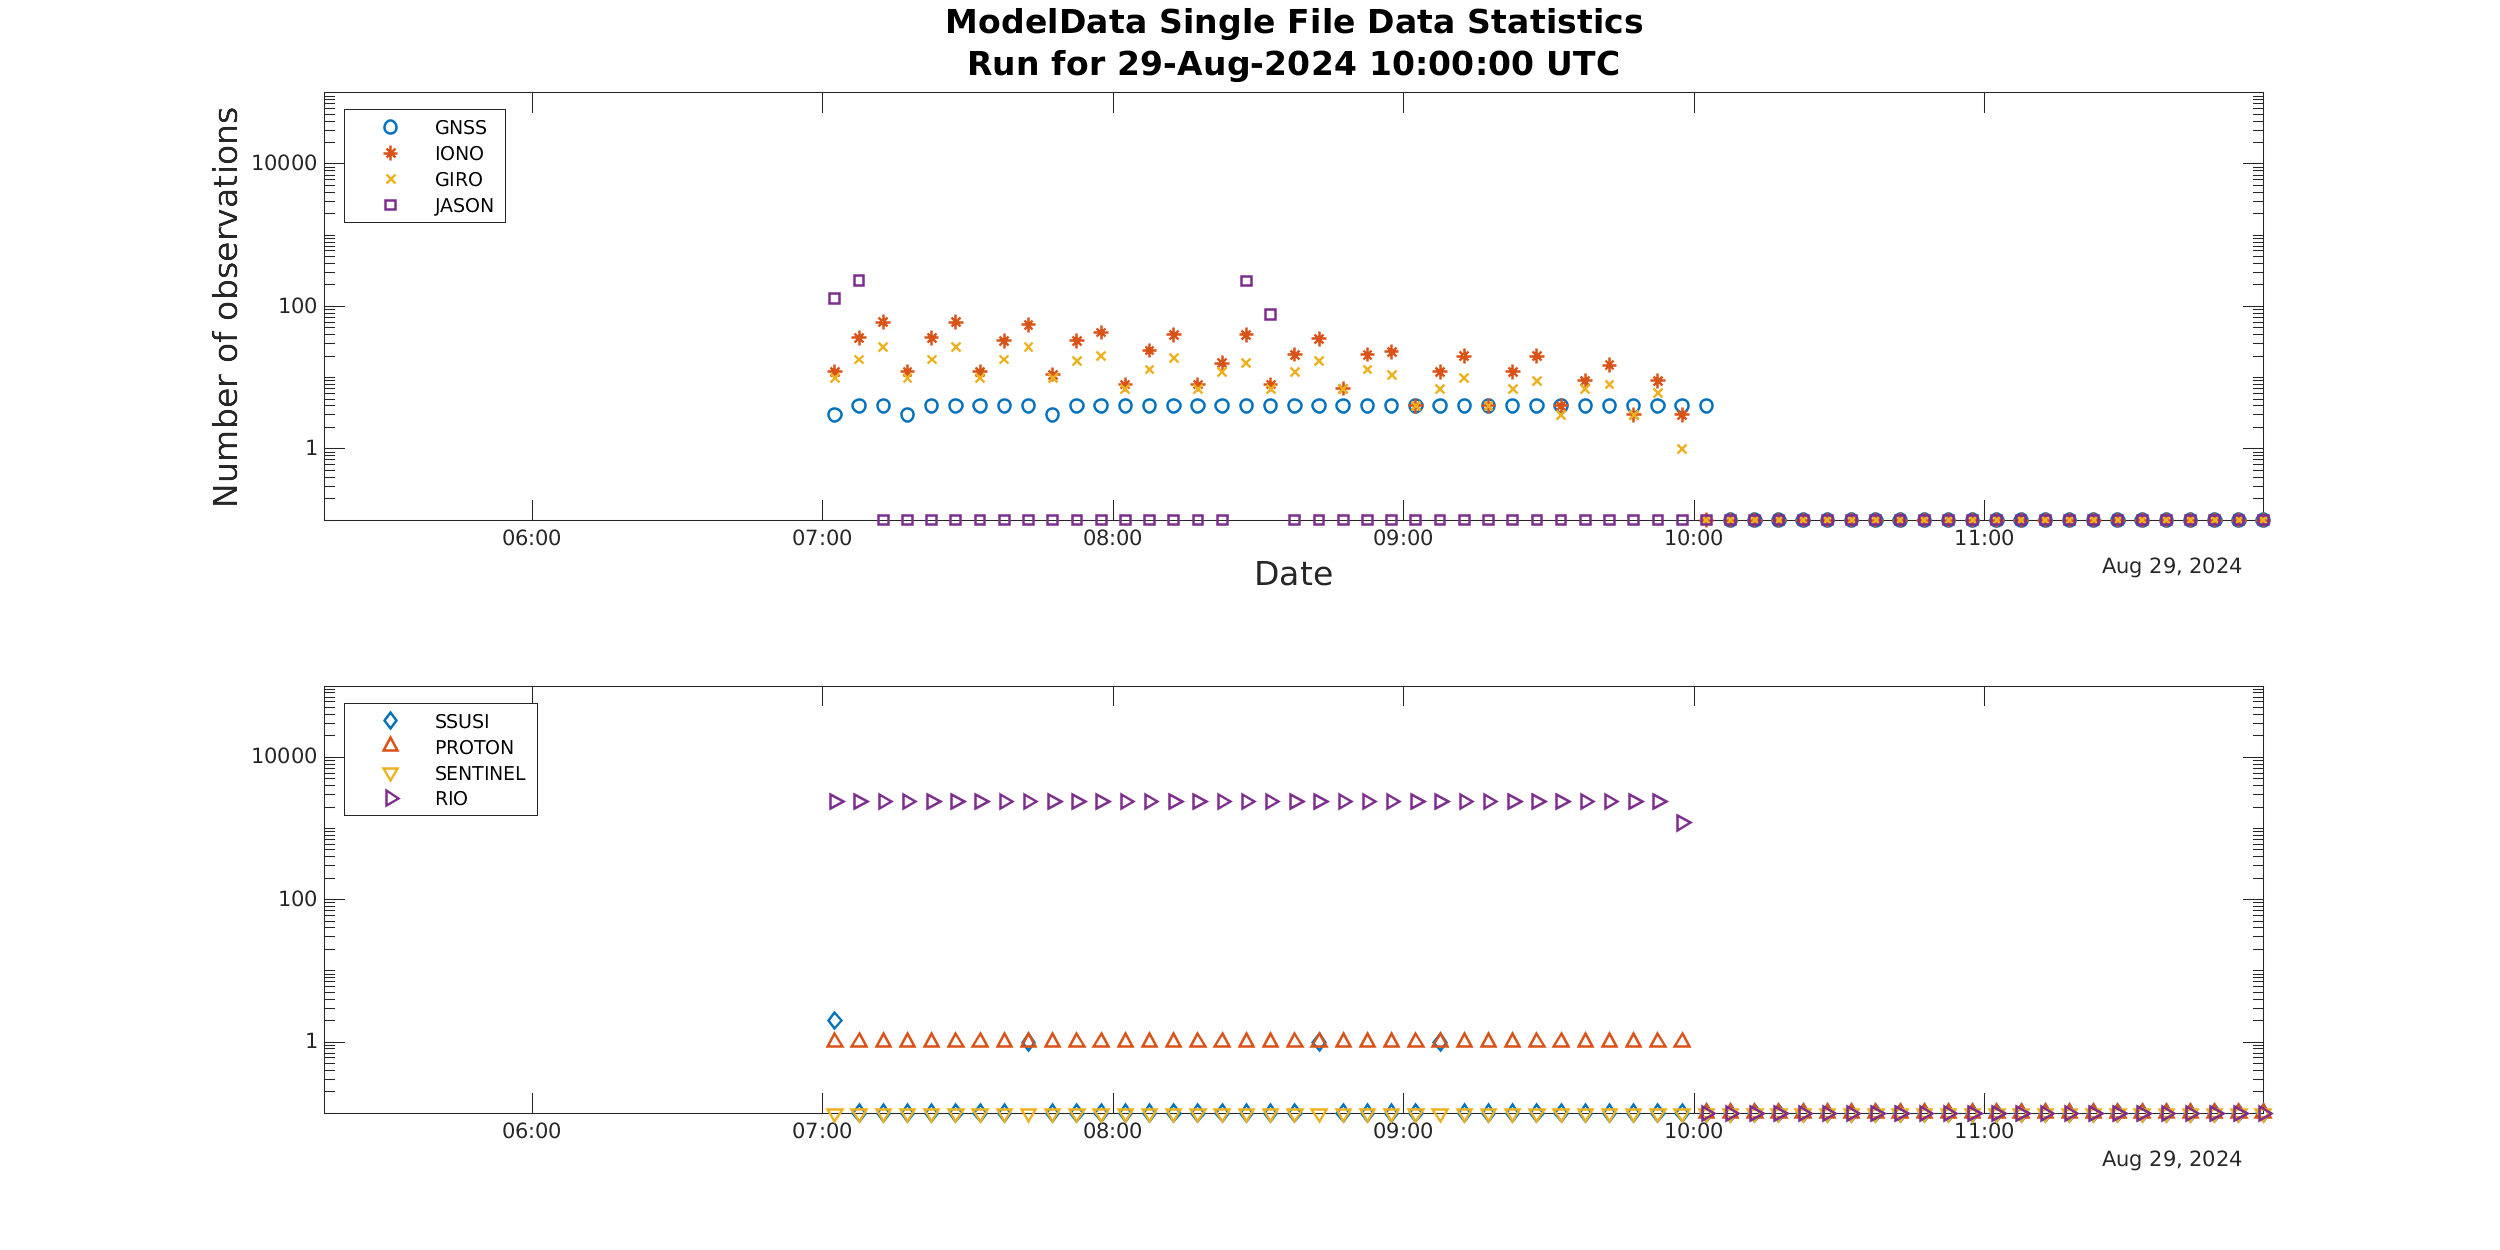 ModelData Single File Data Statistics
Run for 29-Aug-2024 10:00:00 UTC
Number of observations
10000
100
1
GNSS
IONO
GIRO
JASON
06:00 07:00 08:00 09:00 10:00 11:00
Date
Aug 29, 2024
10000
100
1
SSUSI
PROTON
SENTINEL
RIO
06:00 07:00 08:00 09:00 10:00 11:00
Aug 29, 2024